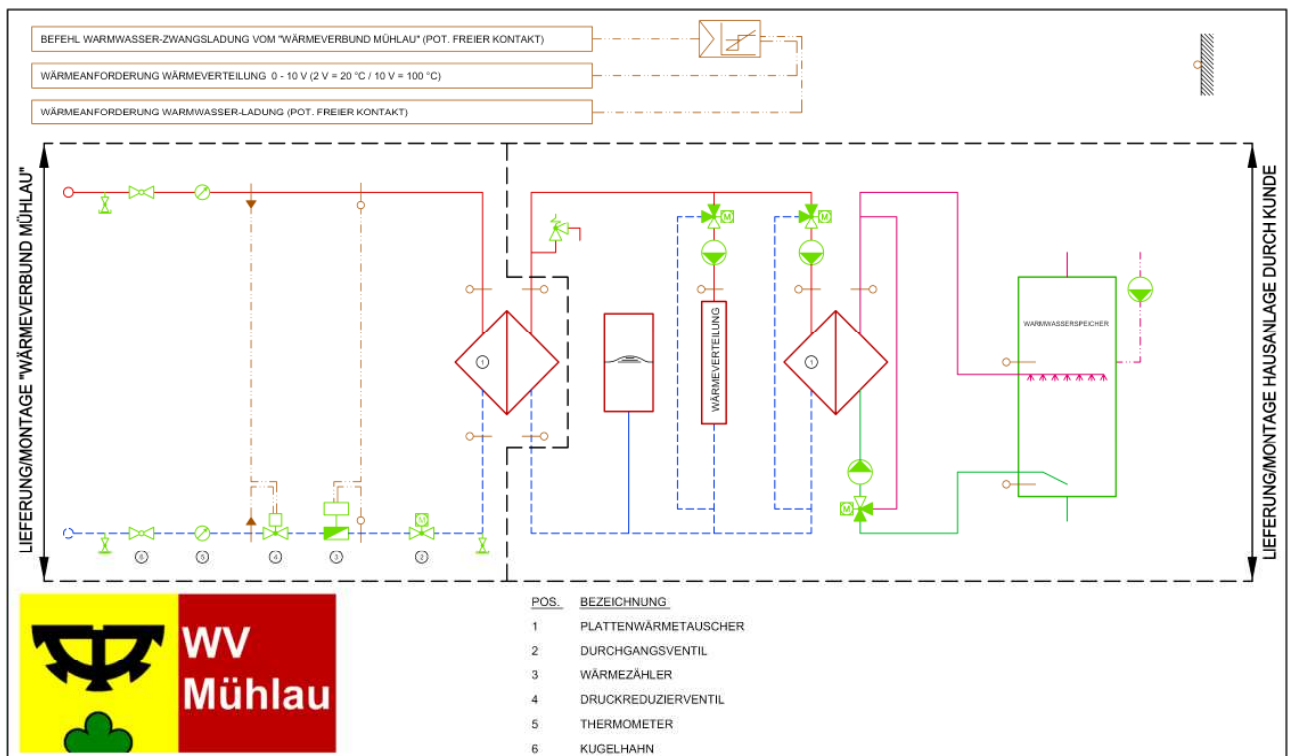 BEFEHL WARMWASSER-ZWANGSLADUNG VOM "WÄRMEVERBUND MÜHLAU" (POT. FREIER KONTAKT)
WÄRMEANFORDERUNG WÄRMEVERTEILUNG 0 - 10 V (2 V = 20 °C / 10 V = 100 °C)
WÄRMEANFORDERUNG WARMWASSER-LADUNG (POT. FREIER KONTAKT)
LIEFERUNG/MONTAGE "WÄRMEVERBUND MÜHLAU"
M
M
WARMWASSERSPEICHER
1
WÄRMEVERTEILUNG
1
M
M
6
5
4
3
2
LIEFERUNG/MONTAGE HAUSANLAGE DURCH KUNDE
WV
Mühlau
POS. BEZEICHNUNG
1 PLATTENWÄRMETAUSCHER
2 DURCHGANGSVENTIL
3 WÄRMEZÄHLER
4 DRUCKREDUZIERVENTIL
5 THERMOMETER
6 KUGELHAHN